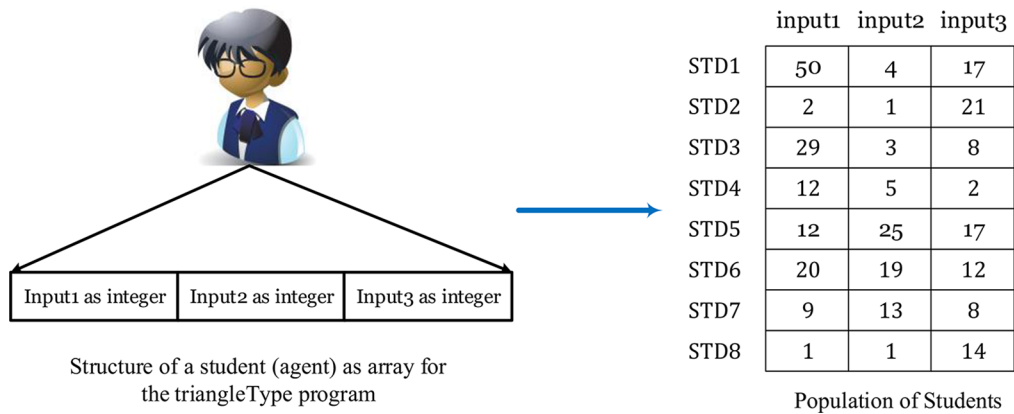 input1 input2 input3
STD1 50 4 17
STD2 2 1 21
STD3 29 3 8
STD4 12 5 2
STD5 12 25 17
STD6 20 19 12
STD7 9 13 8
STD8 1 1 14
Input1 as integer Input2 as integer Input3 as integer
Structure of a student (agent) as array for
the triangleType program
Population of Students